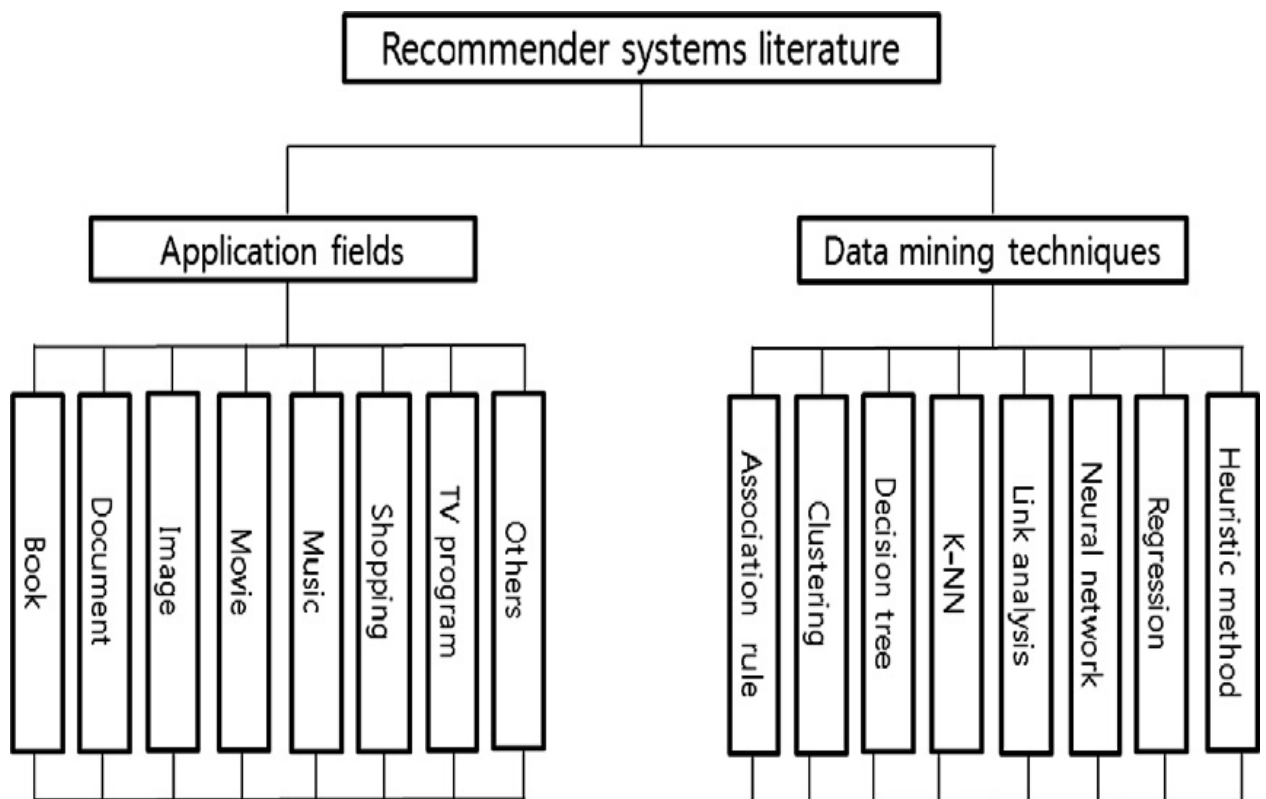 Recommender systems literature
Application fields
Data mining techniques
Book
Document
Image
Movie
Music
Shopping
TV program
Others
Association rule
Clustering
Decision tree
K-NN
Link analysis
Neural network
Regression
Heuristic method